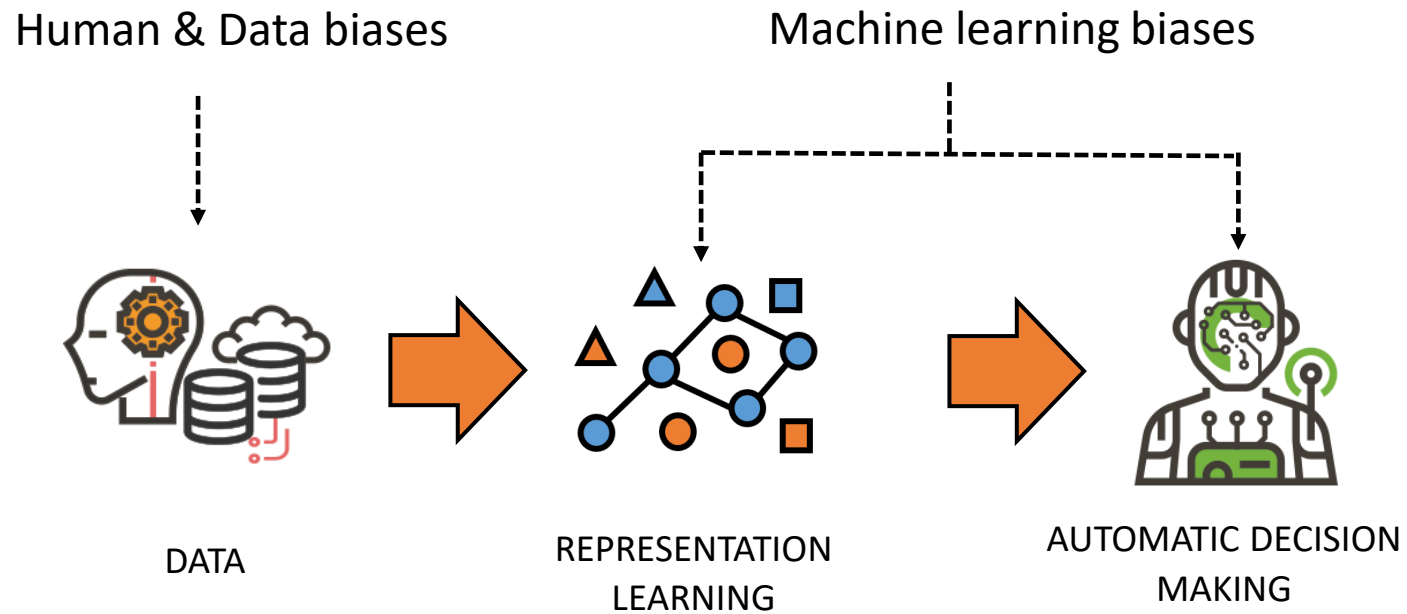 Human & Data biases
Machine learning biases
DATA
REPRESENTATION
LEARNING
AUTOMATIC DECISION
MAKING